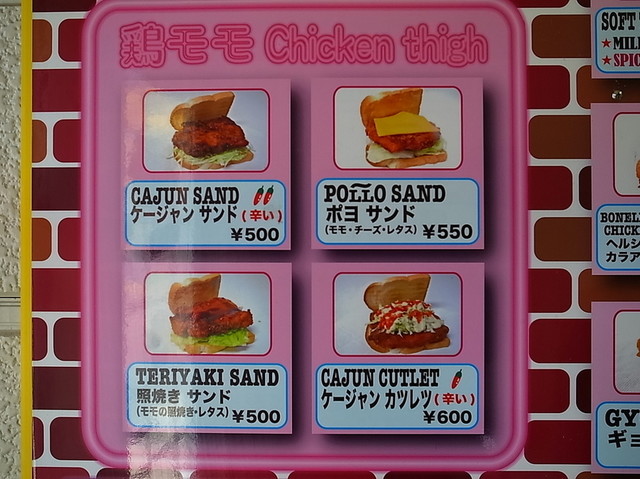 鶏モモ Chicken thigh
CAJUN SAND
ケージャン サンド(辛い)
¥500
POLLO SAND
ポヨ サンド
(モモ・チーズ・レタス) ¥550
TERIYAKI SAND
照焼き サンド
(モモの照焼き・レタス) ¥500
CAJUN CUTLET
ケージャン カツレツ(辛い)
¥600
SOFT
★MIL
★SPIC
BONEL
CHICK
ヘルシ
カラア
GY
ギョ